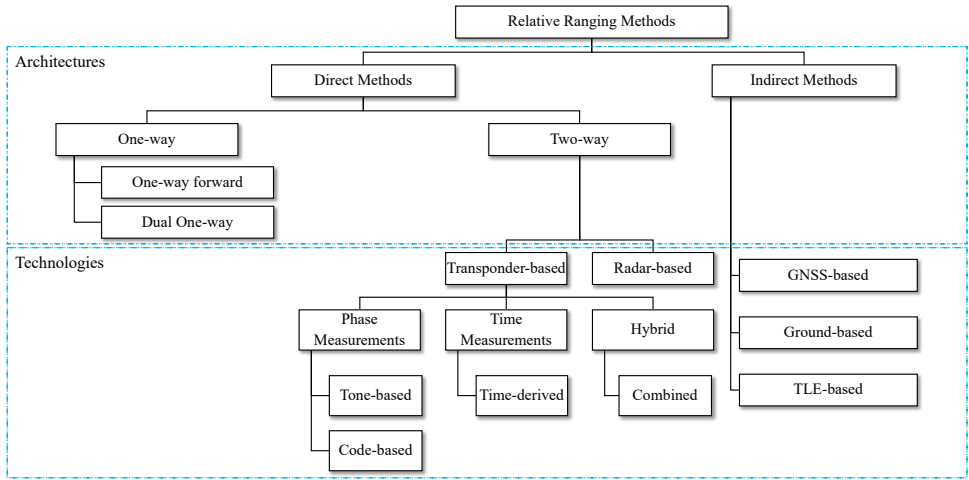 Relative Ranging Methods
Architectures
Direct Methods
Indirect Methods
One-way
Two-way
One-way forward
Dual One-way
Technologies
Transponder-based
Radar-based
GNSS-based
Phase
Measurements
Time
Measurements
Hybrid
Ground-based
Tone-based
Time-derived
Combined
TLE-based
Code-based